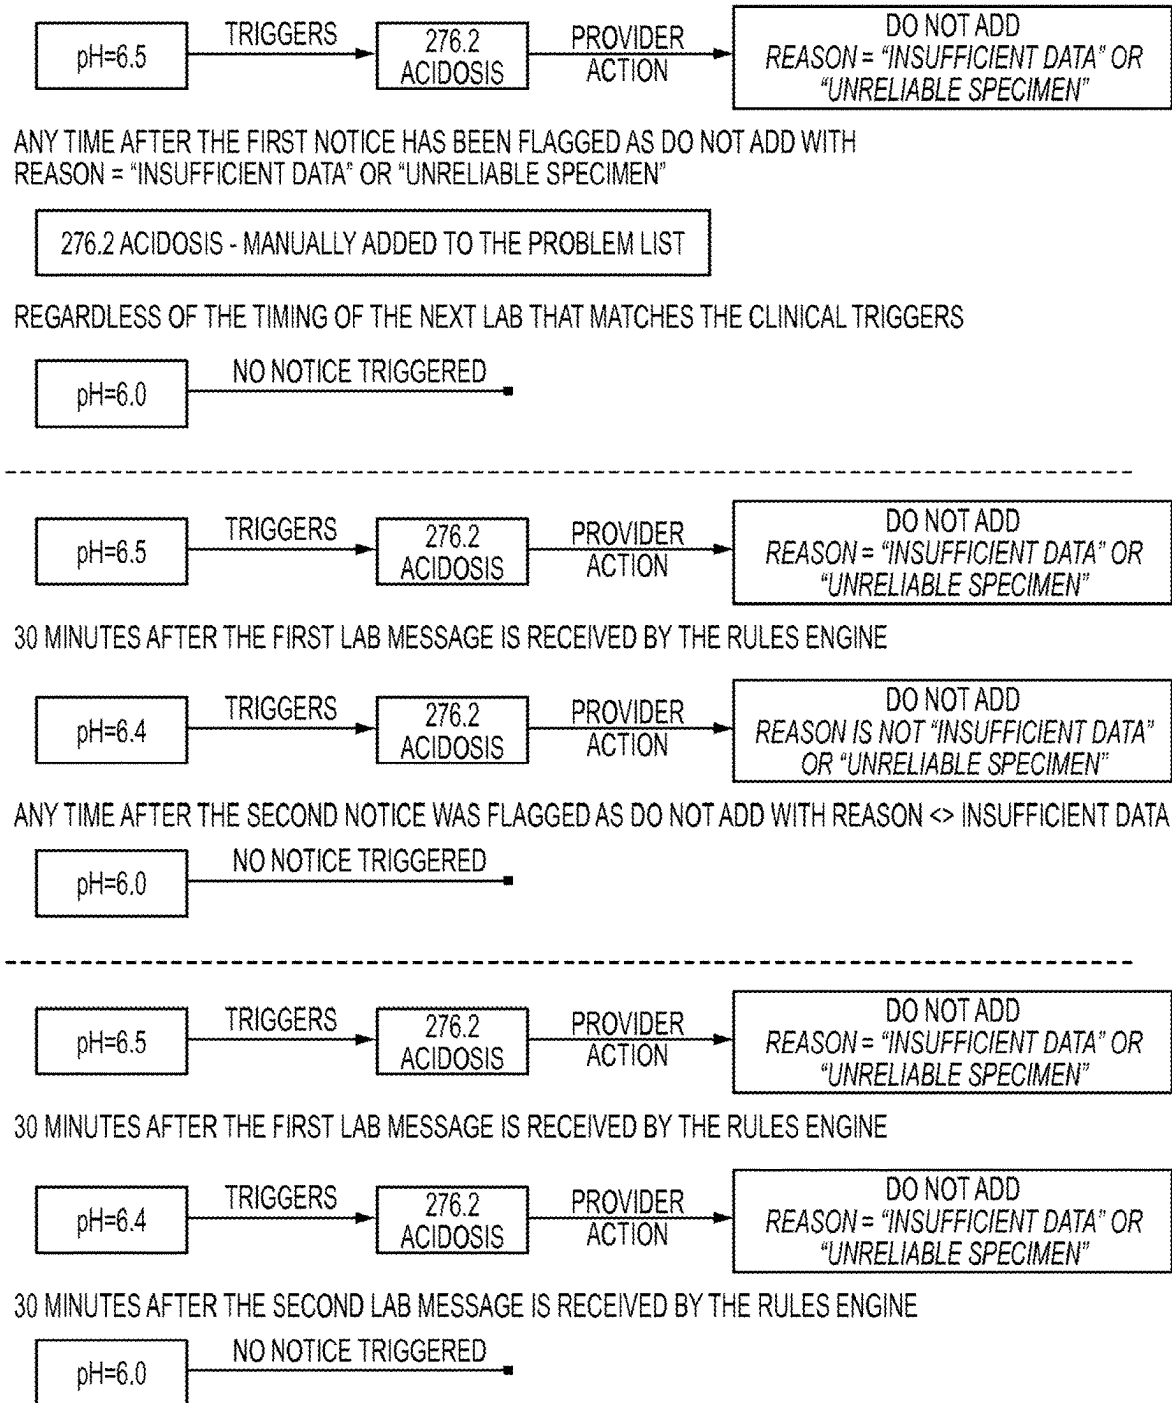 pH=6.5
TRIGGERS
276.2
ACIDOSIS
PROVIDER
ACTION
DO NOT ADD
REASON = "INSUFFICIENT DATA" OR
"UNRELIABLE SPECIMEN"
ANY TIME AFTER THE FIRST NOTICE HAS BEEN FLAGGED AS DO NOT ADD WITH
REASON = "INSUFFICIENT DATA" OR "UNRELIABLE SPECIMEN"
276.2 ACIDOSIS - MANUALLY ADDED TO THE PROBLEM LIST
REGARDLESS OF THE TIMING OF THE NEXT LAB THAT MATCHES THE CLINICAL TRIGGERS
pH=6.0
NO NOTICE TRIGGERED
pH=6.5
TRIGGERS
276.2
ACIDOSIS
PROVIDER
ACTION
DO NOT ADD
REASON = "INSUFFICIENT DATA" OR
"UNRELIABLE SPECIMEN"
30 MINUTES AFTER THE FIRST LAB MESSAGE IS RECEIVED BY THE RULES ENGINE
pH=6.4
TRIGGERS
276.2
ACIDOSIS
PROVIDER
ACTION
DO NOT ADD
REASON IS NOT "INSUFFICIENT DATA"
OR "UNRELIABLE SPECIMEN"
ANY TIME AFTER THE SECOND NOTICE WAS FLAGGED AS DO NOT ADD WITH REASON <> INSUFFICIENT DATA
pH=6.0
NO NOTICE TRIGGERED
pH=6.5
TRIGGERS
276.2
ACIDOSIS
PROVIDER
ACTION
DO NOT ADD
REASON = "INSUFFICIENT DATA" OR
"UNRELIABLE SPECIMEN"
30 MINUTES AFTER THE FIRST LAB MESSAGE IS RECEIVED BY THE RULES ENGINE
pH=6.4
TRIGGERS
276.2
ACIDOSIS
PROVIDER
ACTION
DO NOT ADD
REASON = "INSUFFICIENT DATA" OR
"UNRELIABLE SPECIMEN"
30 MINUTES AFTER THE SECOND LAB MESSAGE IS RECEIVED BY THE RULES ENGINE
pH=6.0
NO NOTICE TRIGGERED